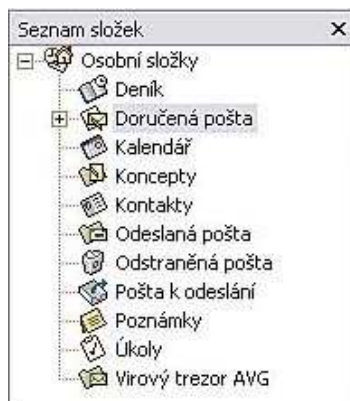 Seznam složek
Osobní složky
Deník
Doručená pošta
Kalendář
Koncepty
Kontakty
Odeslaná pošta
Odstraněná pošta
Pošta k odeslání
Poznámky
Úkoly
Virový trezor AVG